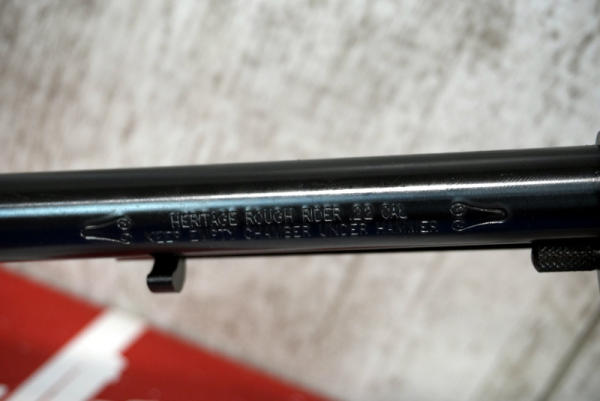 HERITAGE ROUGH RIDER 22 CAL
KEEP EMPTY CHAMBER UNDER HAMMER